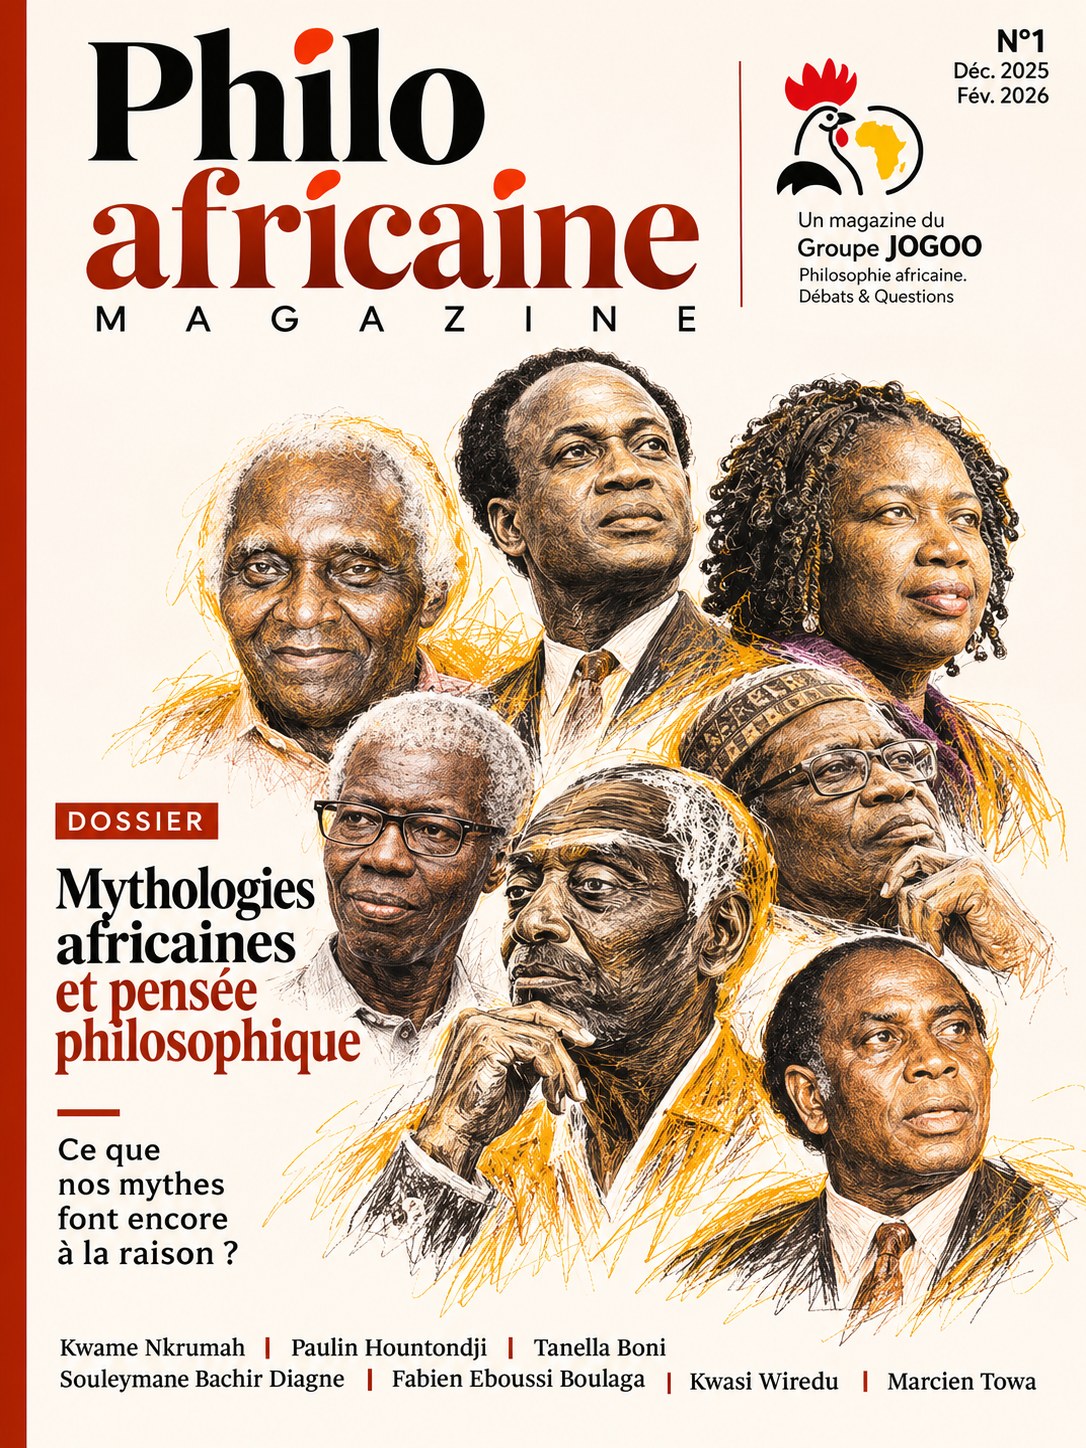 Philo
africaine
MAGAZINE
N°1
Déc. 2025
Fév. 2026
Un magazine du
Groupe JOGOO
Philosophie africaine.
Débats & Questions
DOSSIER
Mythologies
africaines
et pensée
philosophique
Ce que
nos mythes
font encore
à la raison ?
Kwame Nkrumah | Paulin Hountondji | Tanella Boni
Souleymane Bachir Diagne | Fabien Eboussi Boulaga | Kwasi Wiredu | Marcien Towa